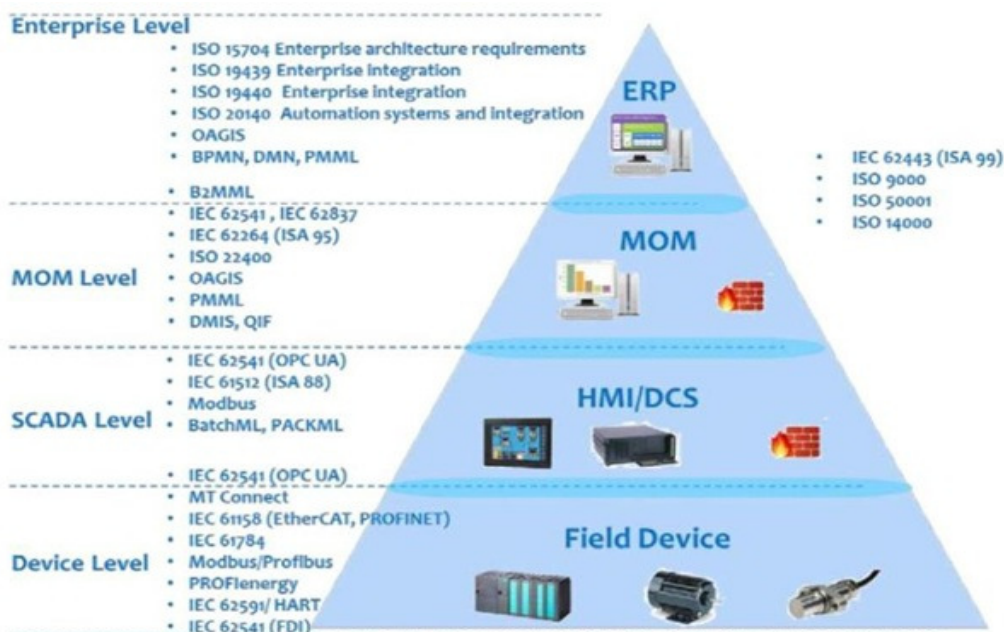 Enterprise Level
• ISO 15704 Enterprise architecture requirements
• ISO 19439 Enterprise integration
• ISO 19440 Enterprise integration
• ISO 20140 Automation systems and integration
• OAGIS
• BPMN, DMN, PMML
• B2MML
MOM Level
• IEC 62541 , IEC 62837
• IEC 62264 (ISA 95)
• ISO 22400
• OAGIS
• PMML
• DMIS, QIF
SCADA Level
• IEC 62541 (OPC UA)
• IEC 61512 (ISA 88)
• Modbus
• BatchML, PACKML
• IEC 62541 (OPC UA)
Device Level
• MT Connect
• IEC 61158 (EtherCAT, PROFINET)
• IEC 61784
• Modbus/Profibus
• PROFIenergy
• IEC 62591/ HART
• IEC 62541 (FDI)
ERP
MOM
HMI/DCS
Field Device
• IEC 62443 (ISA 99)
• ISO 9000
• ISO 50001
• ISO 14000